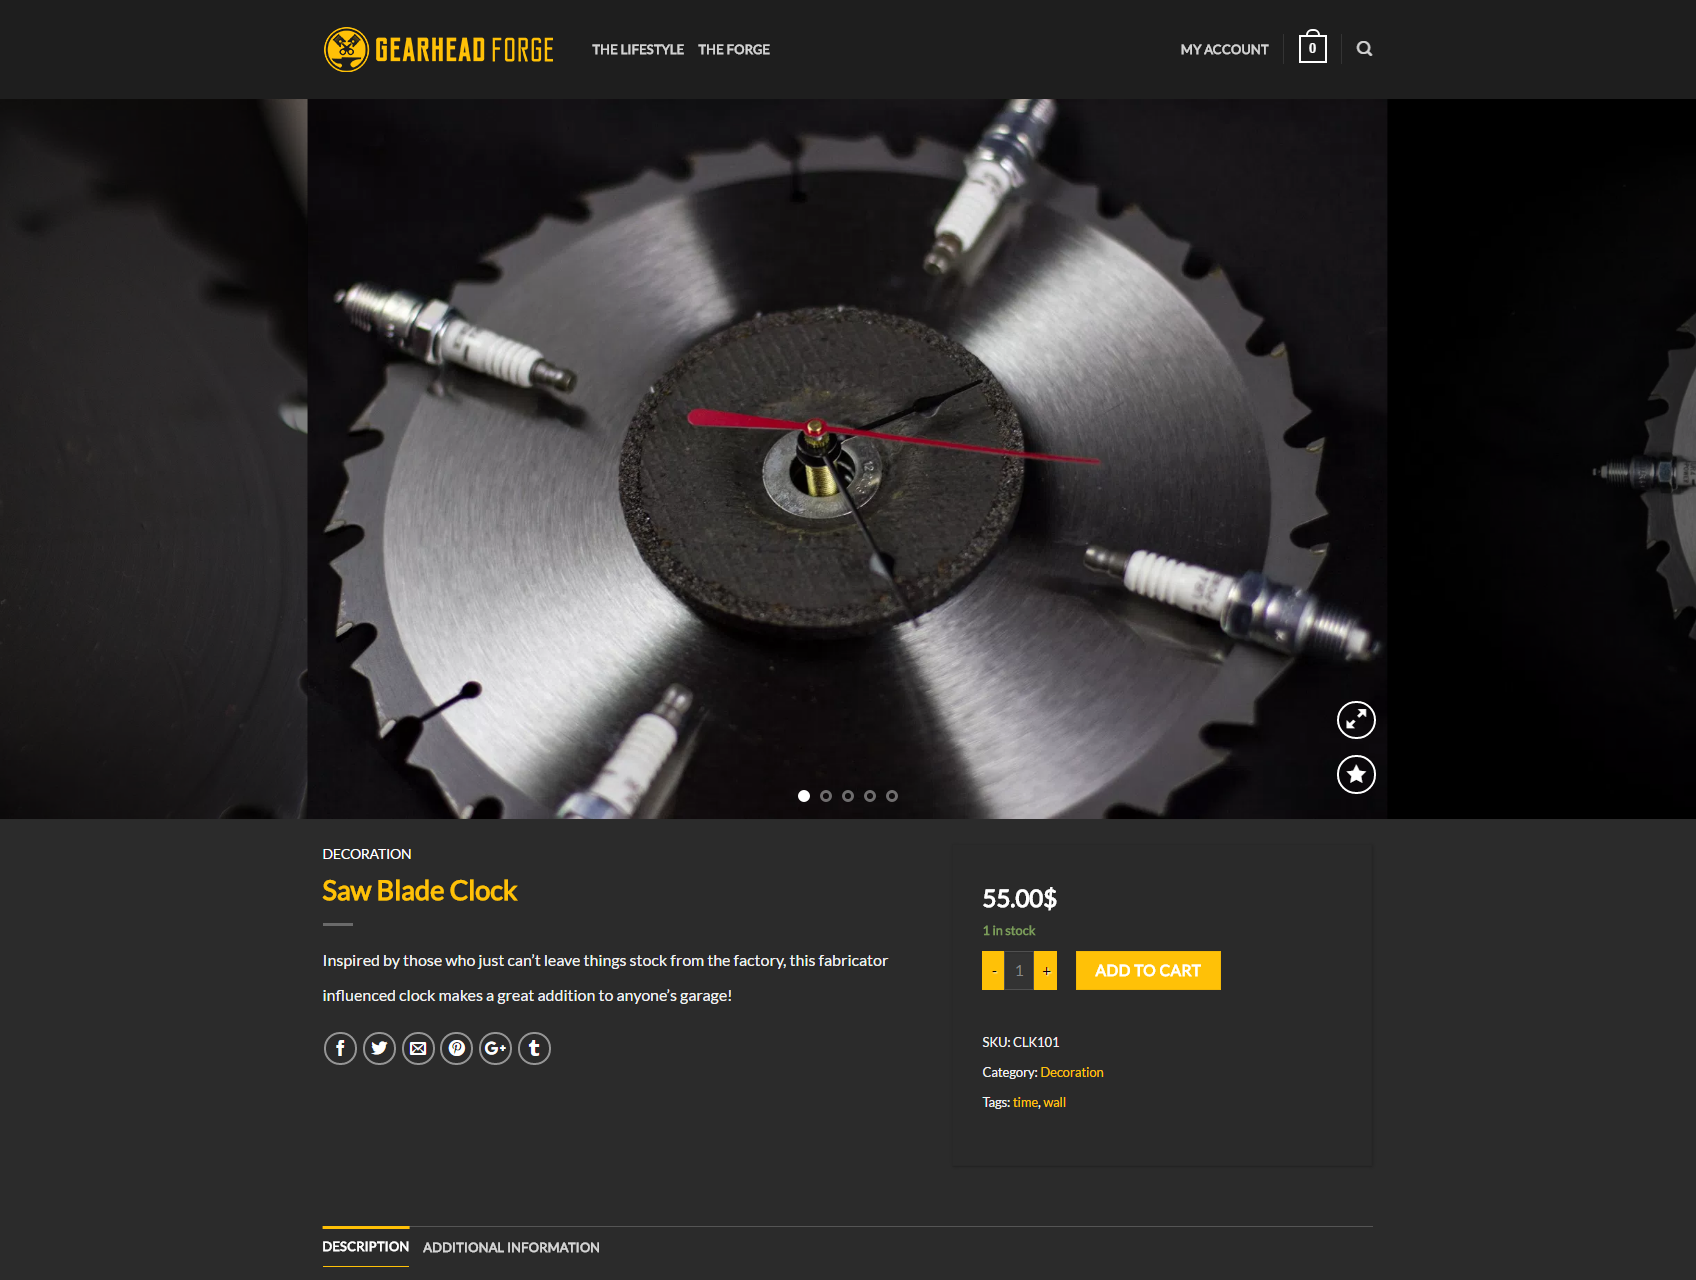 GEARHEAD FORGE
THE LIFESTYLE
THE FORGE
MY ACCOUNT
0
12
DECORATION
Saw Blade Clock
Inspired by those who just can’t leave things stock from the factory, this fabricator
influenced clock makes a great addition to anyone’s garage!
55.00$
1 in stock
- 1 +
ADD TO CART
SKU: CLK101
Category: Decoration
Tags: time, wall
DESCRIPTION
ADDITIONAL INFORMATION